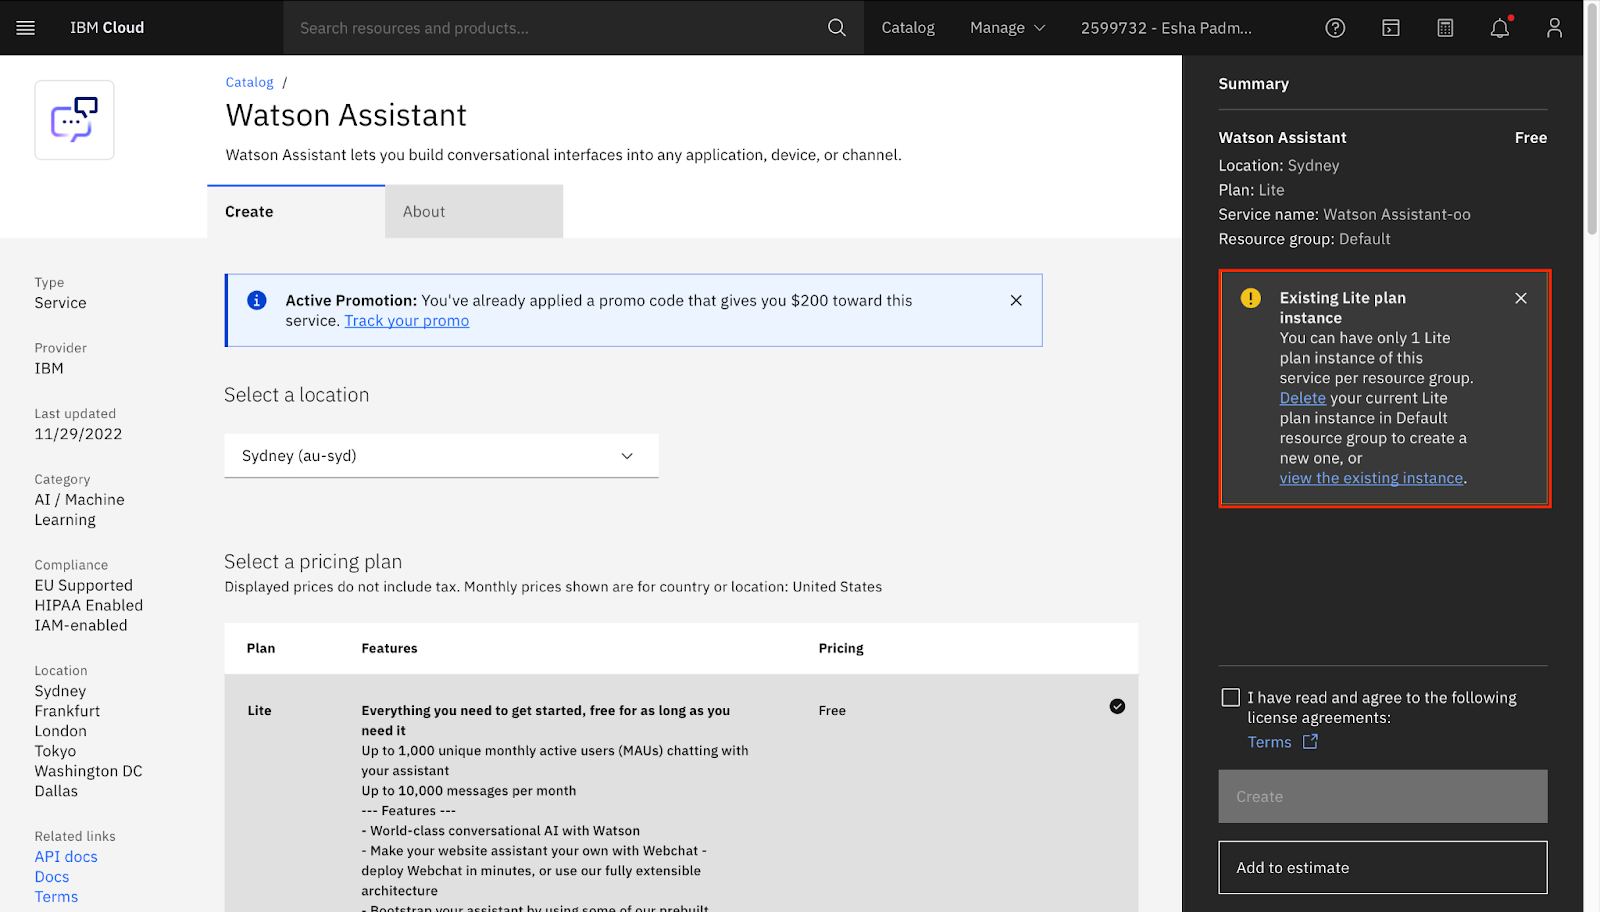 IBM Cloud
Search resources and products...
Catalog
Manage
2599732 - Esha Padm...
Catalog /
Watson Assistant
Watson Assistant lets you build conversational interfaces into any application, device, or channel.
Create
About
Type
Service
Provider
IBM
Last updated
11/29/2022
Category
AI / Machine
Learning
Compliance
EU Supported
HIPAA Enabled
IAM-enabled
Location
Sydney
Frankfurt
London
Tokyo
Washington DC
Dallas
Related links
API docs
Docs
Terms
Active Promotion: You've already applied a promo code that gives you $200 toward this
service. Track your promo
Select a location
Sydney (au-syd)
Select a pricing plan
Displayed prices do not include tax. Monthly prices shown are for country or location: United States
Plan
Features
Pricing
Lite
Everything you need to get started, free for as long as you
need it
Up to 1,000 unique monthly active users (MAUs) chatting with
your assistant
Up to 10,000 messages per month
--- Features ---
- World-class conversational AI with Watson
- Make your website assistant your own with Webchat -
deploy Webchat in minutes, or use our fully extensible
architecture
- Bootstrap your assistant by using some of our prebuilt
Free
Summary
Watson Assistant
Free
Location: Sydney
Plan: Lite
Service name: Watson Assistant-oo
Resource group: Default
Existing Lite plan
instance
You can have only 1 Lite
plan instance of this
service per resource group.
Delete your current Lite
plan instance in Default
resource group to create a
new one, or
view the existing instance.
I have read and agree to the following
license agreements:
Terms
Create
Add to estimate